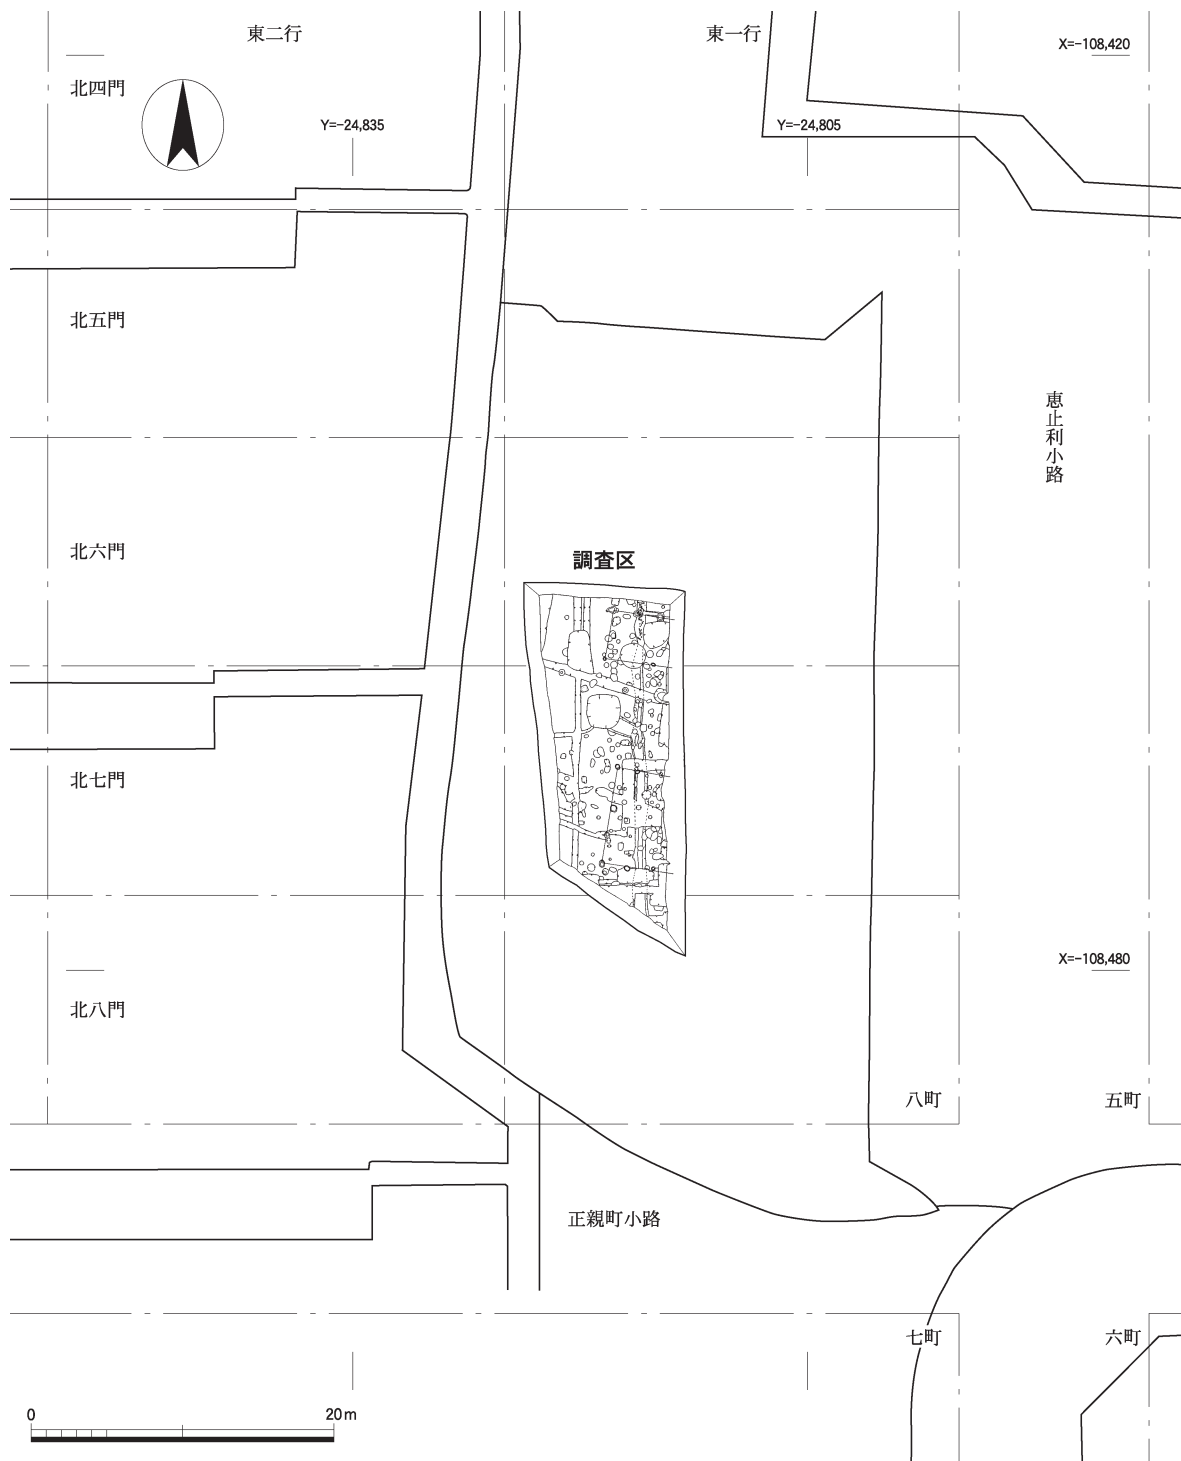 東二行
東一行
X=-108,420
北四門
Y=-24,835
Y=-24,805
北五門
恵止利小路
北六門
調査区
北七門
X=-108,480
北八門
八町
五町
正親町小路
七町
六町
0
20m